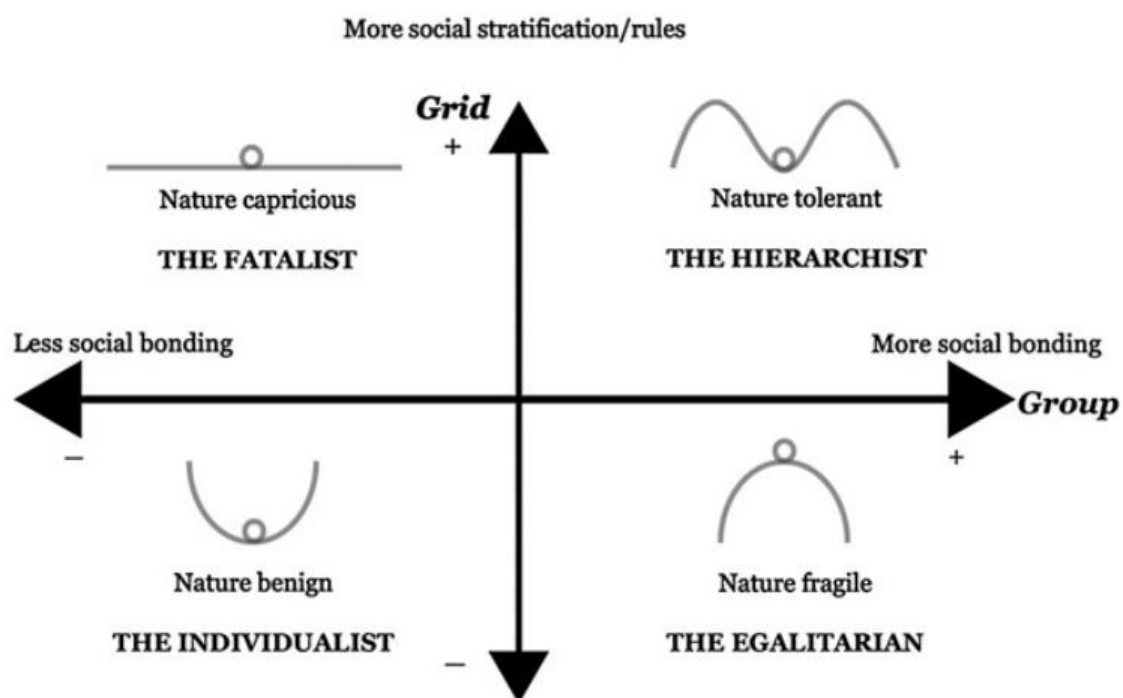 More social stratification/rules
Grid
+
Nature capricious
Nature tolerant
THE FATALIST
THE HIERARCHIST
Less social bonding
More social bonding
Group
–
+
Nature benign
Nature fragile
THE INDIVIDUALIST
THE EGALITARIAN
–